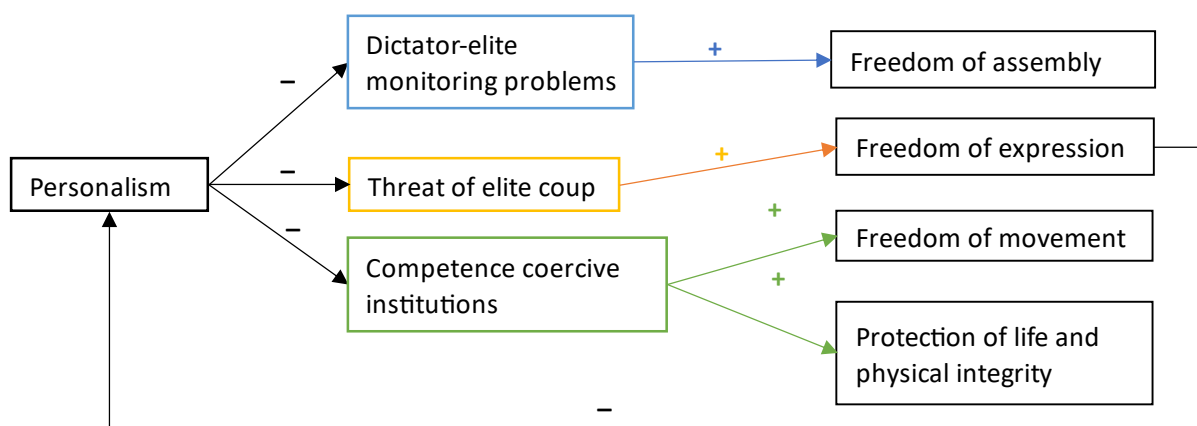 Dictator-elite
monitoring problems
+
Freedom of assembly
−
Personalism
−
Threat of elite coup
+
Freedom of expression
−
Competence coercive
institutions
+
Freedom of movement
+
Protection of life and
physical integrity
−